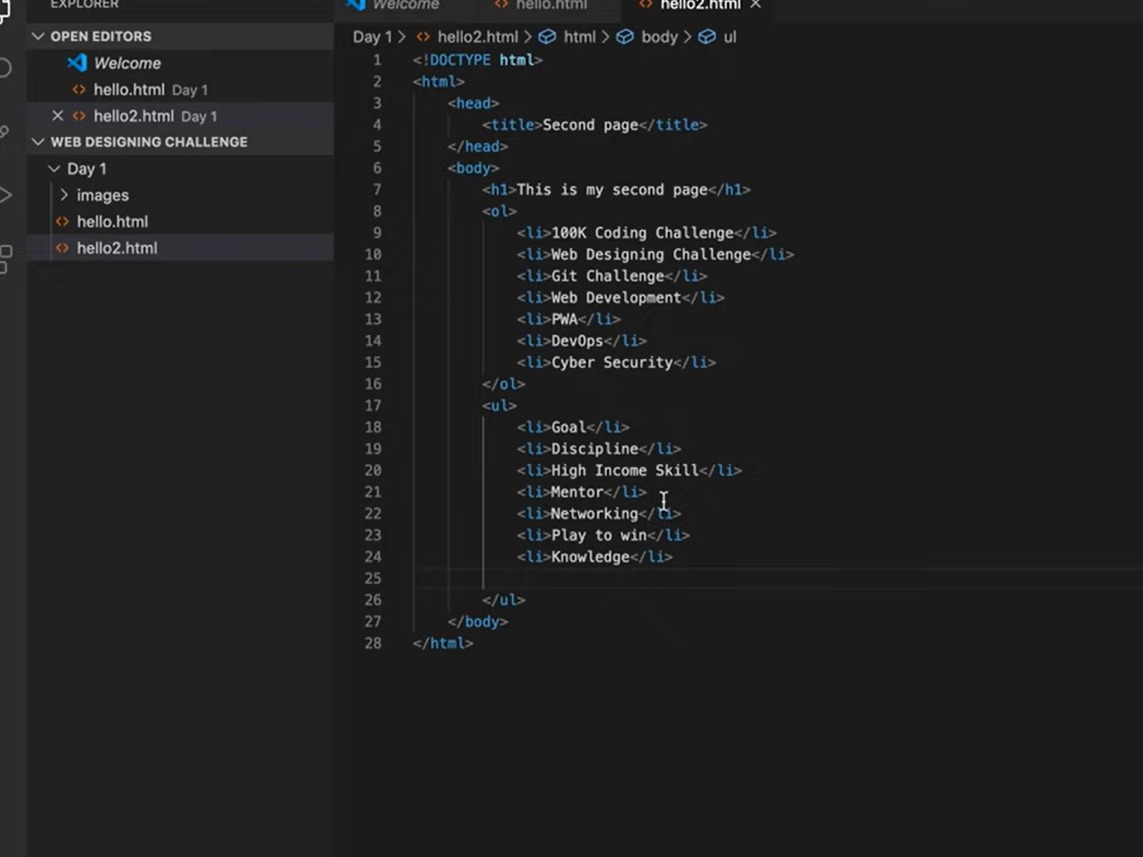 EXPLORER
OPEN EDITORS
Welcome
hello.html Day 1
hello2.html Day 1
WEB DESIGNING CHALLENGE
Day 1
images
hello.html
hello2.html
Welcome hello.html hello2.html
Day 1 > hello2.html > html > body > ul
1 <!DOCTYPE html>
2 <html>
3 <head>
4 <title>Second page</title>
5 </head>
6 <body>
7 <h1>This is my second page</h1>
8 <ol>
9 <li>100K Coding Challenge</li>
10 <li>Web Designing Challenge</li>
11 <li>Git Challenge</li>
12 <li>Web Development</li>
13 <li>PWA</li>
14 <li>DevOps</li>
15 <li>Cyber Security</li>
16 </ol>
17 <ul>
18 <li>Goal</li>
19 <li>Discipline</li>
20 <li>High Income Skill</li>
21 <li>Mentor</li>
22 <li>Networking</li>
23 <li>Play to win</li>
24 <li>Knowledge</li>
25
26 </ul>
27 </body>
28 </html>